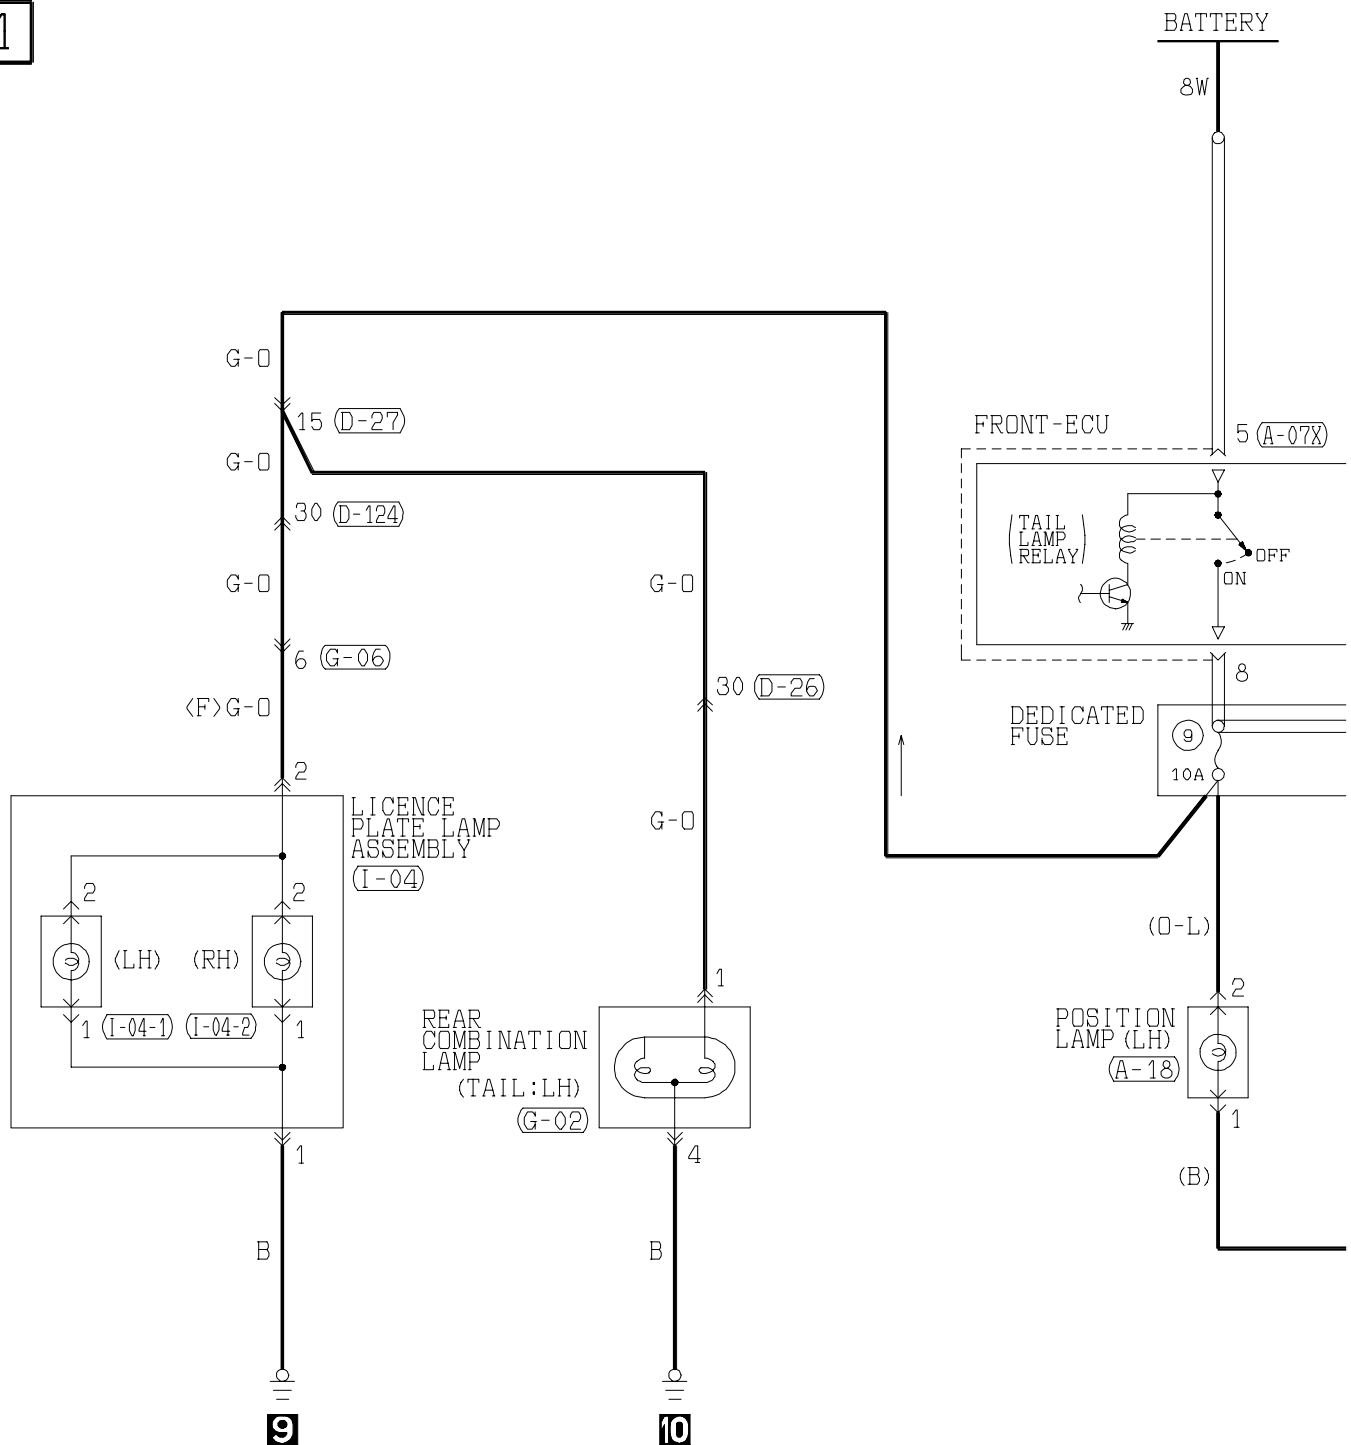 1
BATTERY
8W
G-O
15 (D-27)
FRONT-ECU
5 (A-07X)
G-O
30 (D-124)
(TAIL
LAMP
RELAY)
OFF
ON
G-O
G-O
6 (G-06)
8
30 (D-26)
<F>G-O
DEDICATED
FUSE
9
10A
2
LICENCE
PLATE LAMP
ASSEMBLY
(I-04)
G-O
2
2
(O-L)
(LH)
(RH)
1
2
1 (I-04-1)
(I-04-2)
1
REAR
COMBINATION
LAMP
(TAIL:LH)
(G-02)
POSITION
LAMP (LH)
(A-18)
1
1
4
(B)
B
B
9
10